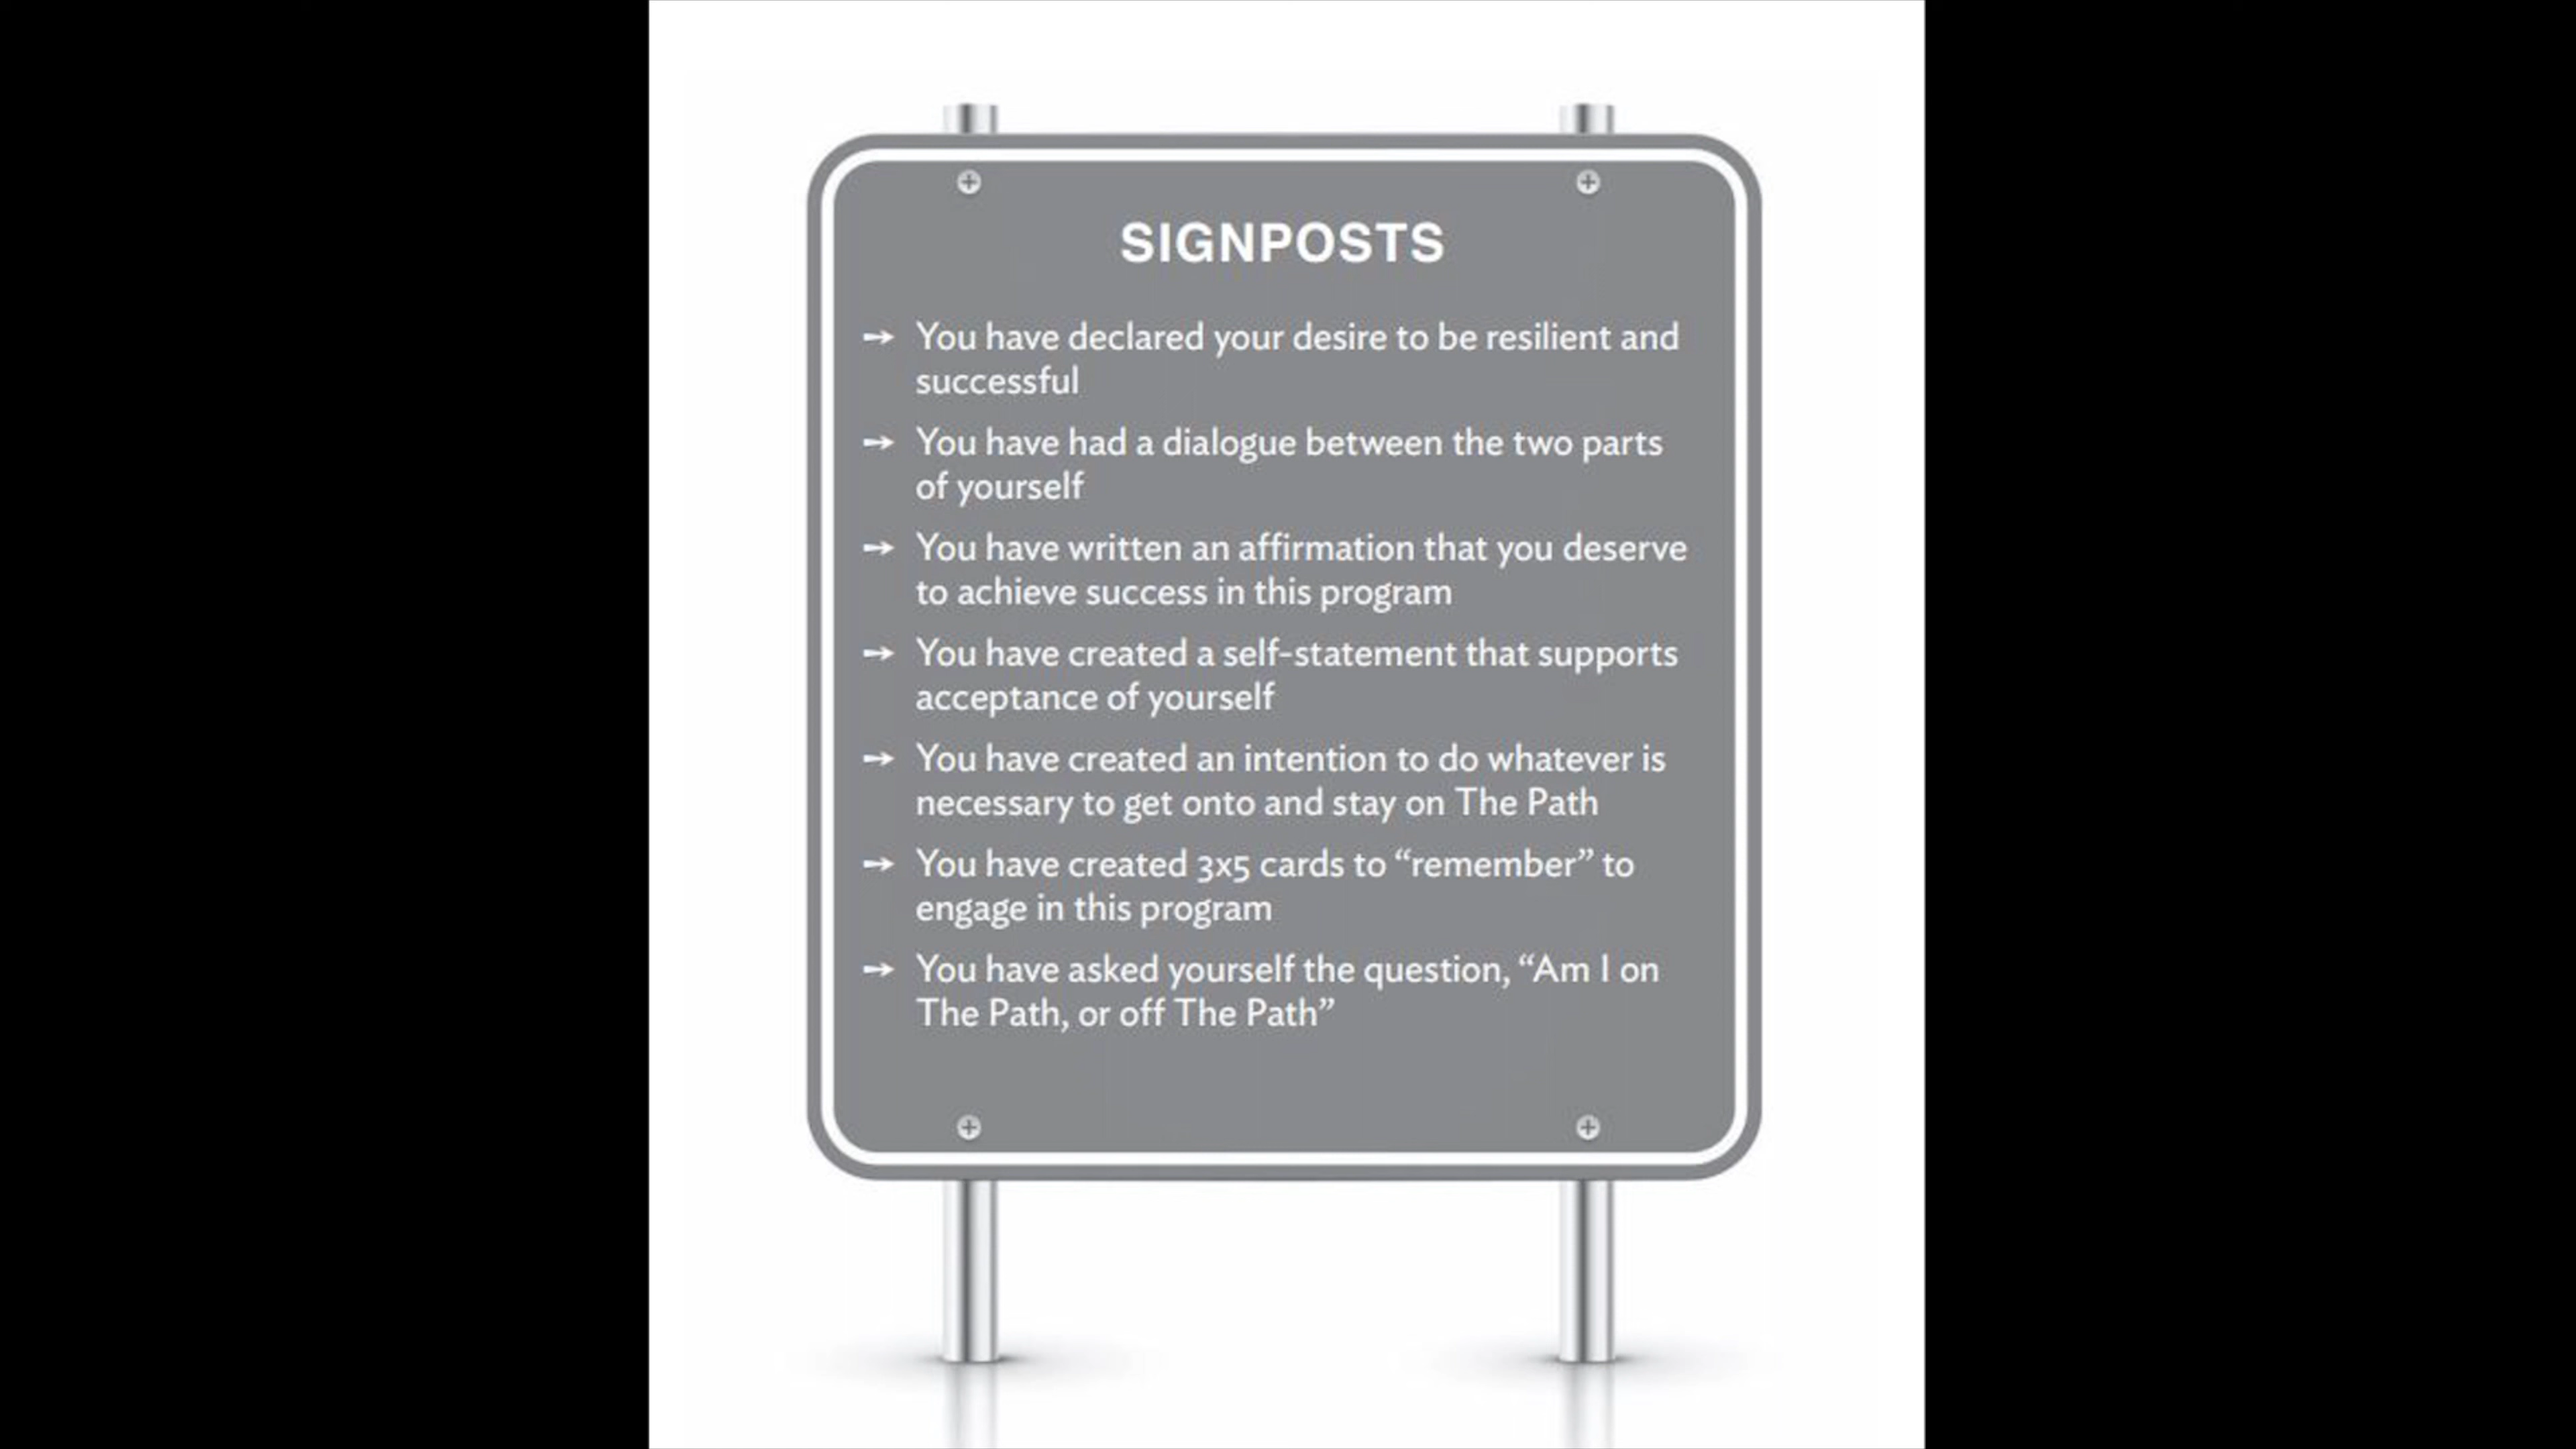 SIGNPOSTS
→ You have declared your desire to be resilient and
successful
→ You have had a dialogue between the two parts
of yourself
→ You have written an affirmation that you deserve
to achieve success in this program
→ You have created a self-statement that supports
acceptance of yourself
→ You have created an intention to do whatever is
necessary to get onto and stay on The Path
→ You have created 3x5 cards to “remember” to
engage in this program
→ You have asked yourself the question, “Am I on
The Path, or off The Path”